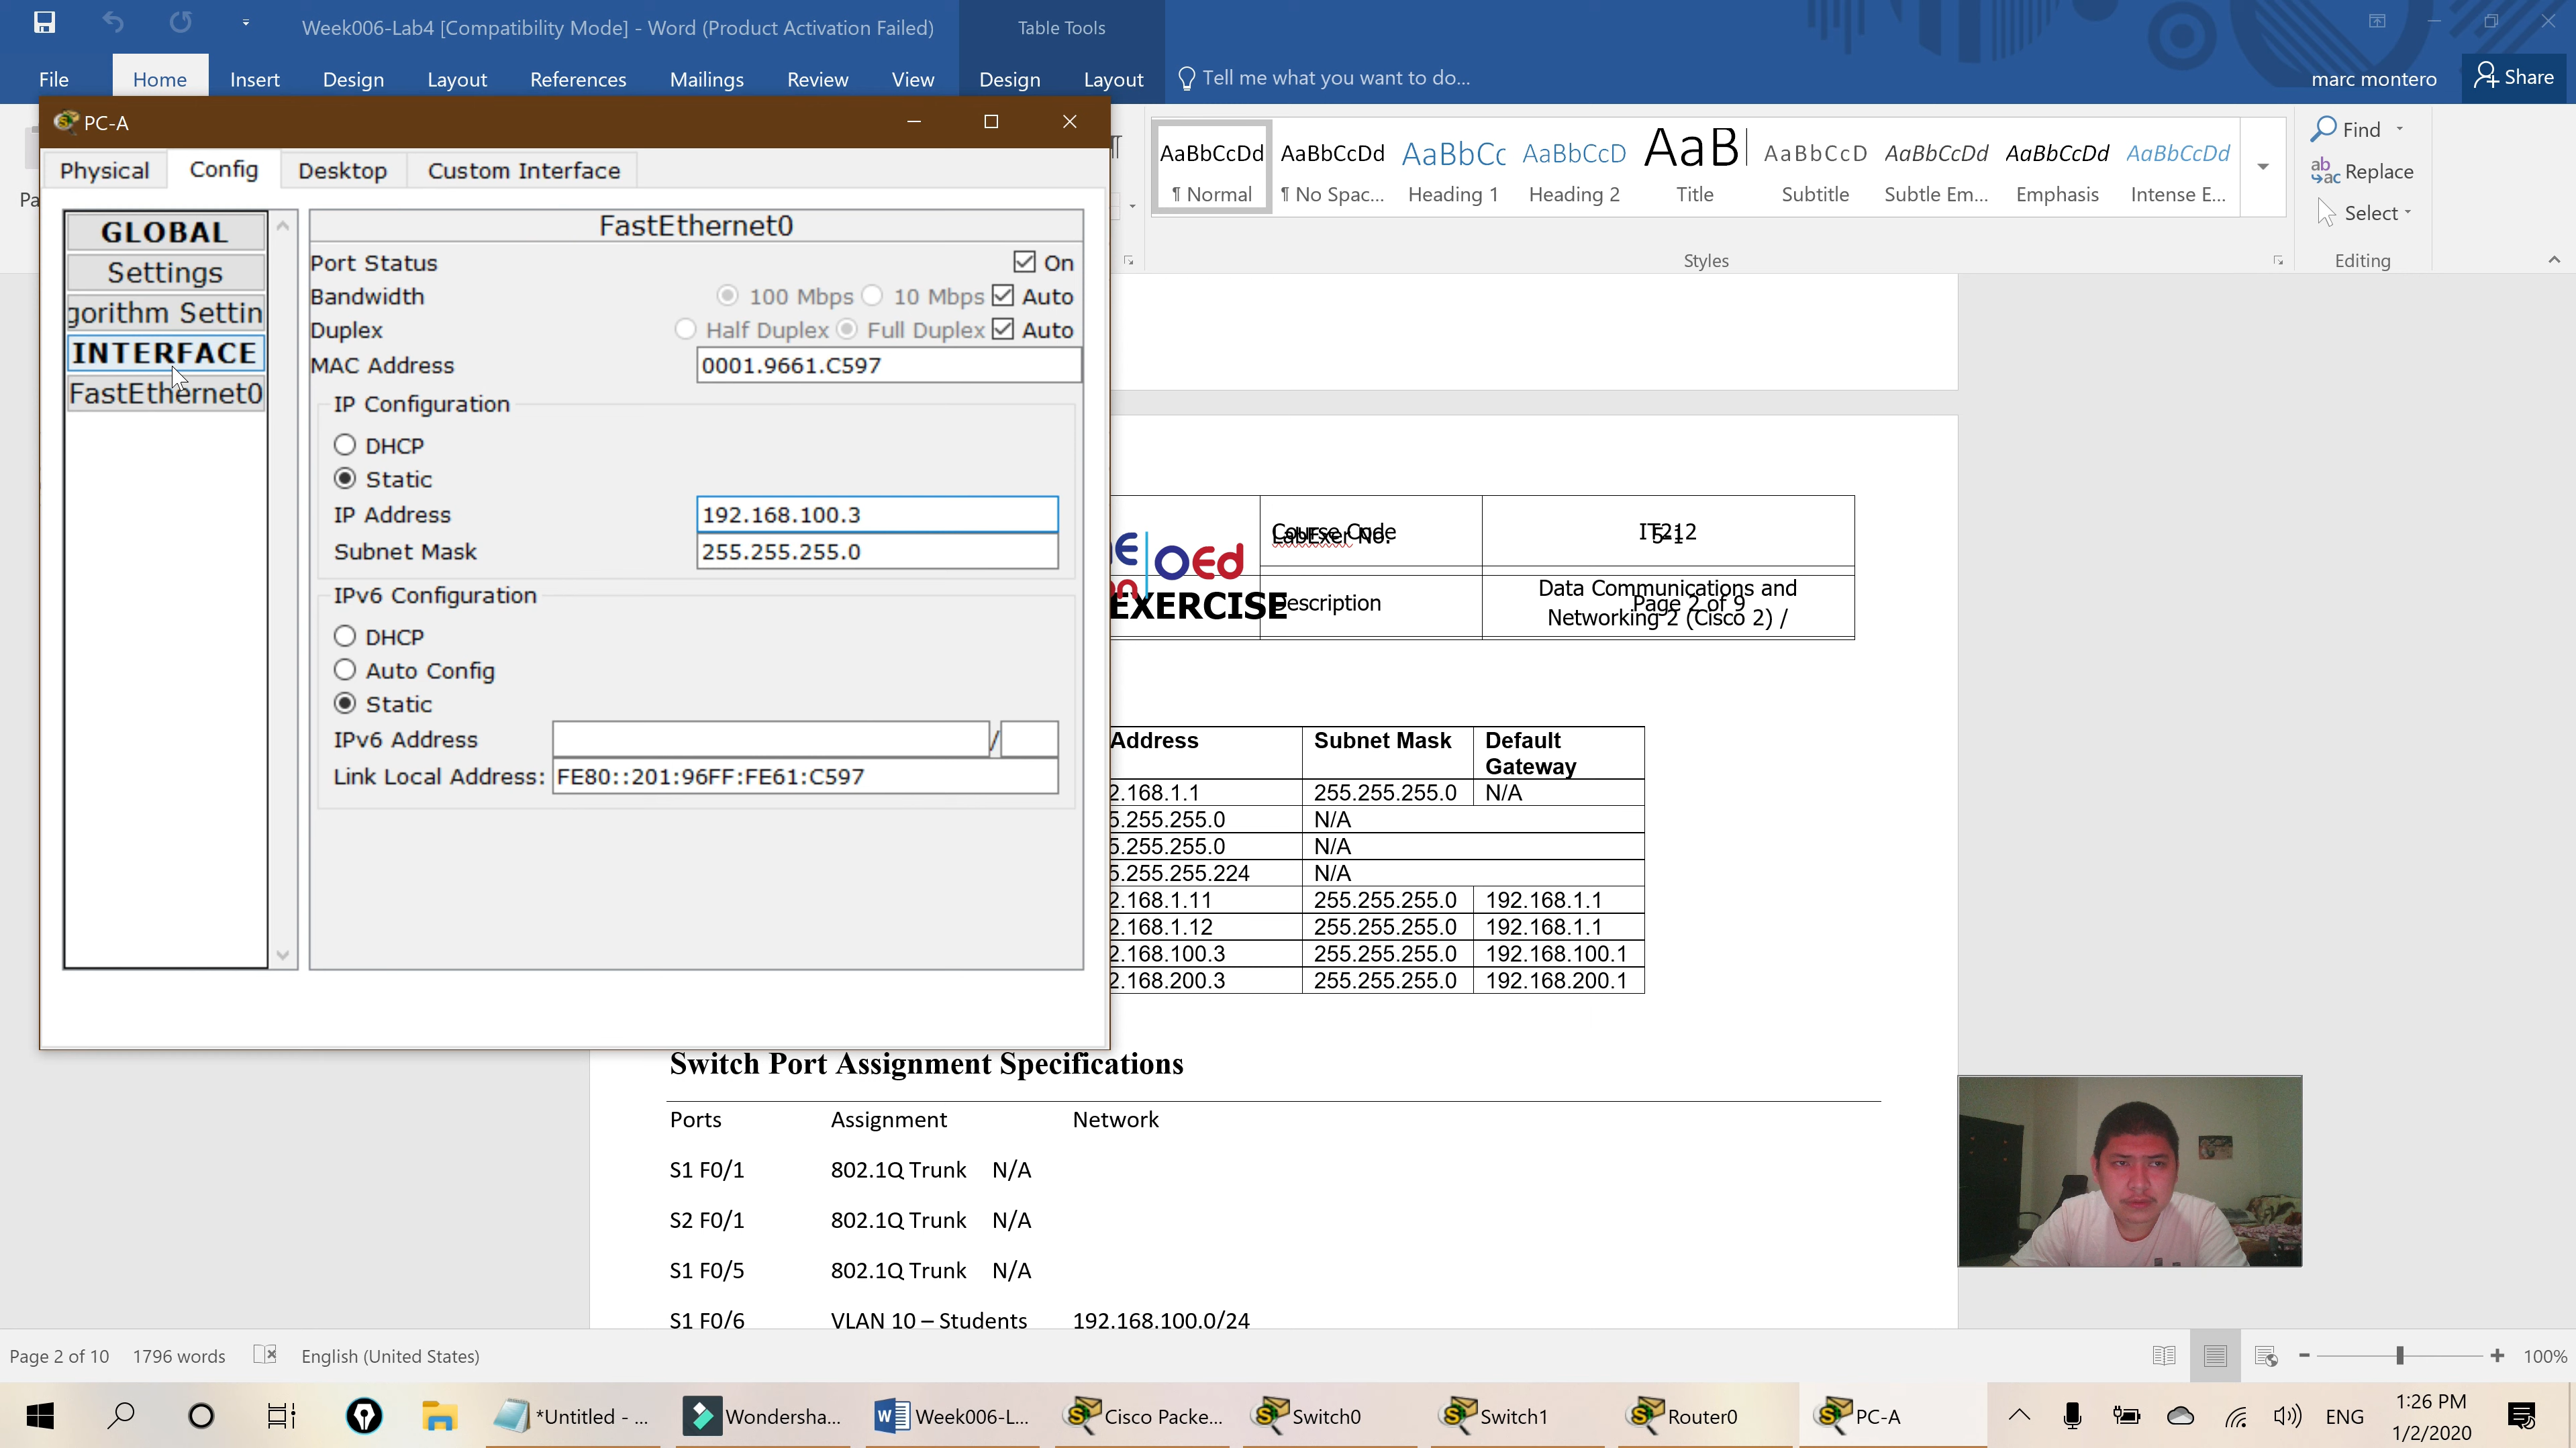 Week006-Lab4 [Compatibility Mode] - Word (Product Activation Failed)
Table Tools
File Home Insert Design Layout References Mailings Review View Design Layout Tell me what you want to do... marc montero Share
PC-A
Physical Config Desktop Custom Interface
GLOBAL
Settings
gorithm Settin
INTERFACE
FastEthernet0
FastEthernet0
Port Status On
Bandwidth 100 Mbps 10 Mbps Auto
Duplex Half Duplex Full Duplex Auto
MAC Address 0001.9661.C597
IP Configuration
DHCP
Static
IP Address 192.168.100.3
Subnet Mask 255.255.255.0
IPv6 Configuration
DHCP
Auto Config
Static
IPv6 Address /
Link Local Address: FE80::201:96FF:FE61:C597
Pa
AaBbCcDd AaBbCcDd AaBbCc AaBbCcD AaB AaBbCcD AaBbCcDd AaBbCcDd AaBbCcDd
¶ Normal ¶ No Spac... Heading 1 Heading 2 Title Subtitle Subtle Em... Emphasis Intense E...
Styles
Find
Replace
Select
Editing
OEd
EXERCISE
Course Code IT212
LabExer No. 5-1
Description Data Communications and
Networking 2 (Cisco 2) /
Page 2 of 9
Address Subnet Mask Default
Gateway
2.168.1.1 255.255.255.0 N/A
5.255.255.0 N/A
5.255.255.0 N/A
5.255.255.224 N/A
2.168.1.11 255.255.255.0 192.168.1.1
2.168.1.12 255.255.255.0 192.168.1.1
2.168.100.3 255.255.255.0 192.168.100.1
2.168.200.3 255.255.255.0 192.168.200.1
Switch Port Assignment Specifications
Ports Assignment Network
S1 F0/1 802.1Q Trunk N/A
S2 F0/1 802.1Q Trunk N/A
S1 F0/5 802.1Q Trunk N/A
S1 F0/6 VLAN 10 – Students 192.168.100.0/24
Page 2 of 10 1796 words English (United States) 100%
*Untitled - ... Wondersha... Week006-L... Cisco Packe... Switch0 Switch1 Router0 PC-A ENG 1:26 PM
1/2/2020